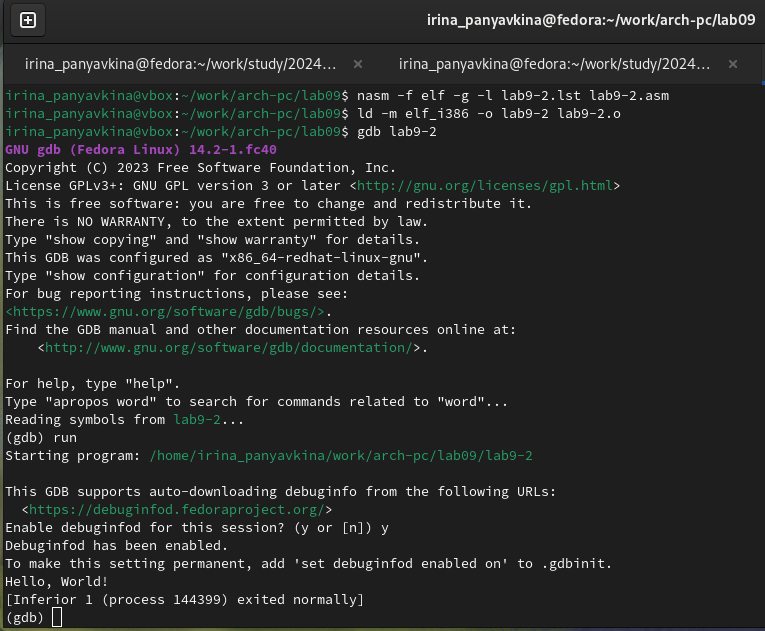 irina_panyavkina@fedora:~/work/arch-pc/lab09
irina_panyavkina@fedora:~/work/study/2024... × irina_panyavkina@fedora:~/work/study/2024... ×
irina_panyavkina@vbox:~/work/arch-pc/lab09$ nasm -f elf -g -l lab9-2.lst lab9-2.asm
irina_panyavkina@vbox:~/work/arch-pc/lab09$ ld -m elf_i386 -o lab9-2 lab9-2.o
irina_panyavkina@vbox:~/work/arch-pc/lab09$ gdb lab9-2
GNU gdb (Fedora Linux) 14.2-1.fc40
Copyright (C) 2023 Free Software Foundation, Inc.
License GPLv3+: GNU GPL version 3 or later <http://gnu.org/licenses/gpl.html>
This is free software: you are free to change and redistribute it.
There is NO WARRANTY, to the extent permitted by law.
Type "show copying" and "show warranty" for details.
This GDB was configured as "x86_64-redhat-linux-gnu".
Type "show configuration" for configuration details.
For bug reporting instructions, please see:
<https://www.gnu.org/software/gdb/bugs/>.
Find the GDB manual and other documentation resources online at:
    <http://www.gnu.org/software/gdb/documentation/>.

For help, type "help".
Type "apropos word" to search for commands related to "word"...
Reading symbols from lab9-2...
(gdb) run
Starting program: /home/irina_panyavkina/work/arch-pc/lab09/lab9-2

This GDB supports auto-downloading debuginfo from the following URLs:
  <https://debuginfod.fedoraproject.org/>
Enable debuginfod for this session? (y or [n]) y
Debuginfod has been enabled.
To make this setting permanent, add 'set debuginfod enabled on' to .gdbinit.
Hello, World!
[Inferior 1 (process 144399) exited normally]
(gdb)